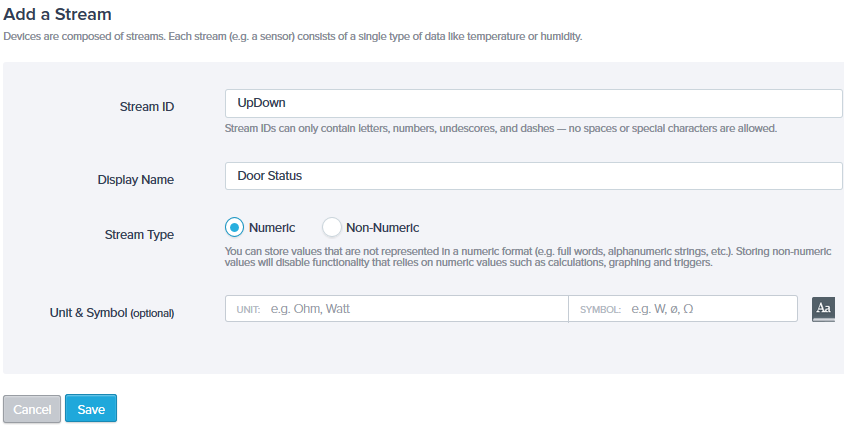 Add a Stream
Devices are composed of streams. Each stream (e.g. a sensor) consists of a single type of data like temperature or humidity.
Stream ID
UpDown
Stream IDs can only contain letters, numbers, undescores, and dashes — no spaces or special characters are allowed.
Display Name
Door Status
Stream Type
Numeric
Non-Numeric
You can store values that are not represented in a numeric format (e.g. full words, alphanumeric strings, etc.). Storing non-numeric
values will disable functionality that relies on numeric values such as calculations, graphing and triggers.
Unit & Symbol (optional)
UNIT: e.g. Ohm, Watt
SYMBOL: e.g. W, ø, Ω
Aa
Cancel
Save